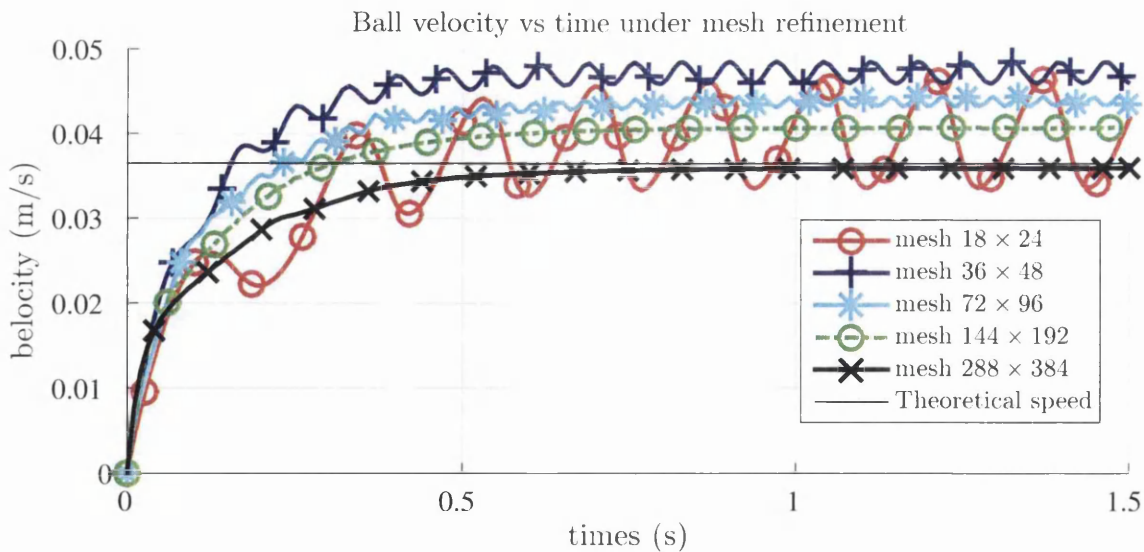 Ball velocity vs time under mesh refinement
0.05
0.04
0.03
0.02
0.01
0
belocity (m/s)
mesh 18 × 24
mesh 36 × 48
mesh 72 × 96
mesh 144 × 192
mesh 288 × 384
Theoretical speed
0
0.5
1
1.5
times (s)